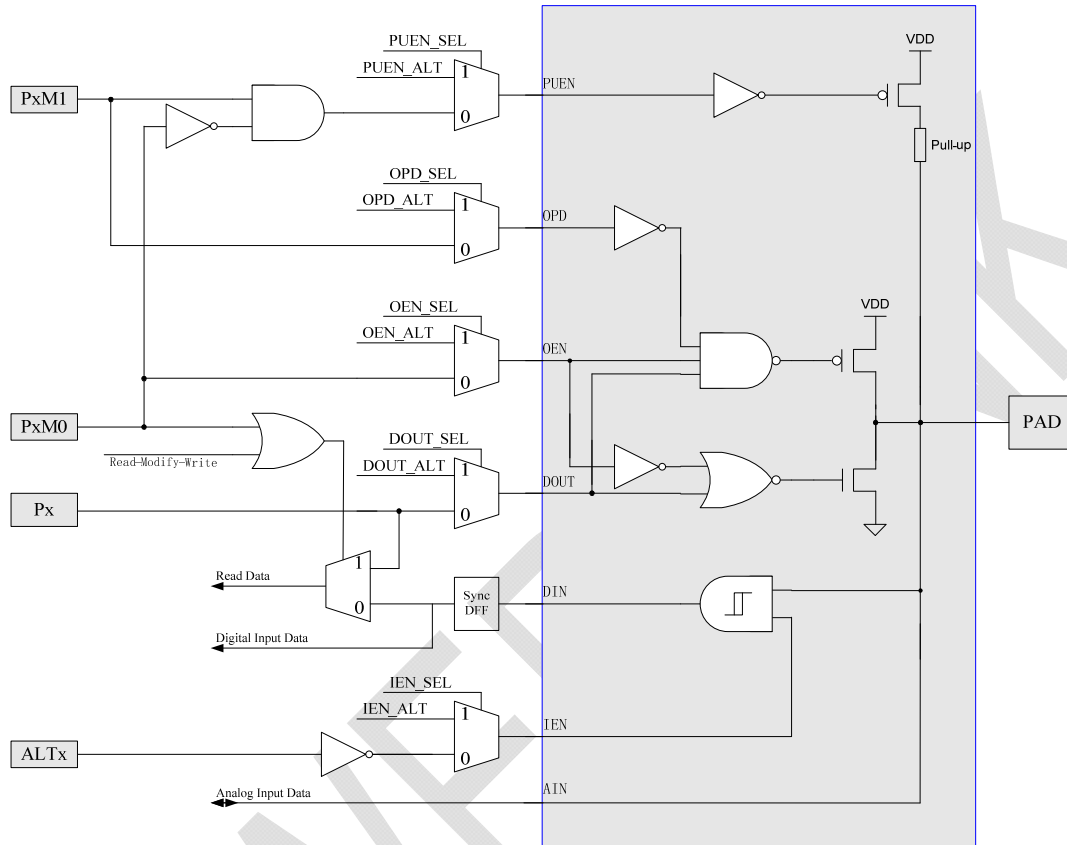 PUEN_SEL
VDD
PUEN_ALT
1
PUEN
PxM1
0
Pull-up
OPD_SEL
OPD_ALT
1
OPD
0
OEN_SEL
VDD
OEN_ALT
1
OEN
0
PAD
PxM0
DOUT_SEL
Read-Modify-Write
DOUT_ALT
1
DOUT
Px
0
1
Read Data
Sync
DFF
DIN
0
Digital Input Data
IEN_SEL
IEN_ALT
1
IEN
ALTx
0
Analog Input Data
AIN